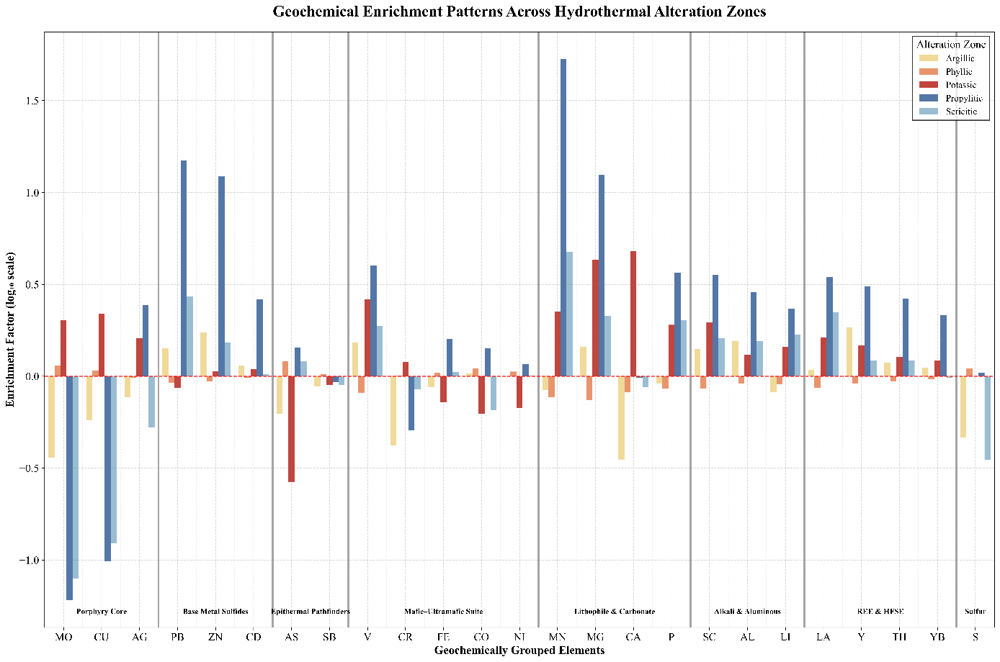 Geochemical Enrichment Patterns Across Hydrothermal Alteration Zones
Alteration Zone
Argillic
Phyllic
Potassic
Propylitic
Sericitic
Enrichment Factor (log₁₀ scale)
1.5
1.0
0.5
0.0
−0.5
−1.0
Porphyry Core Base Metal Sulfides Epithermal Pathfinders Mafic–Ultramafic Suite Lithophile & Carbonate Alkali & Aluminous REE & HFSE Sulfur
MO CU AG PB ZN CD AS SB V CR FE CO NI MN MG CA P SC AL LI LA Y TH YB S
Geochemically Grouped Elements